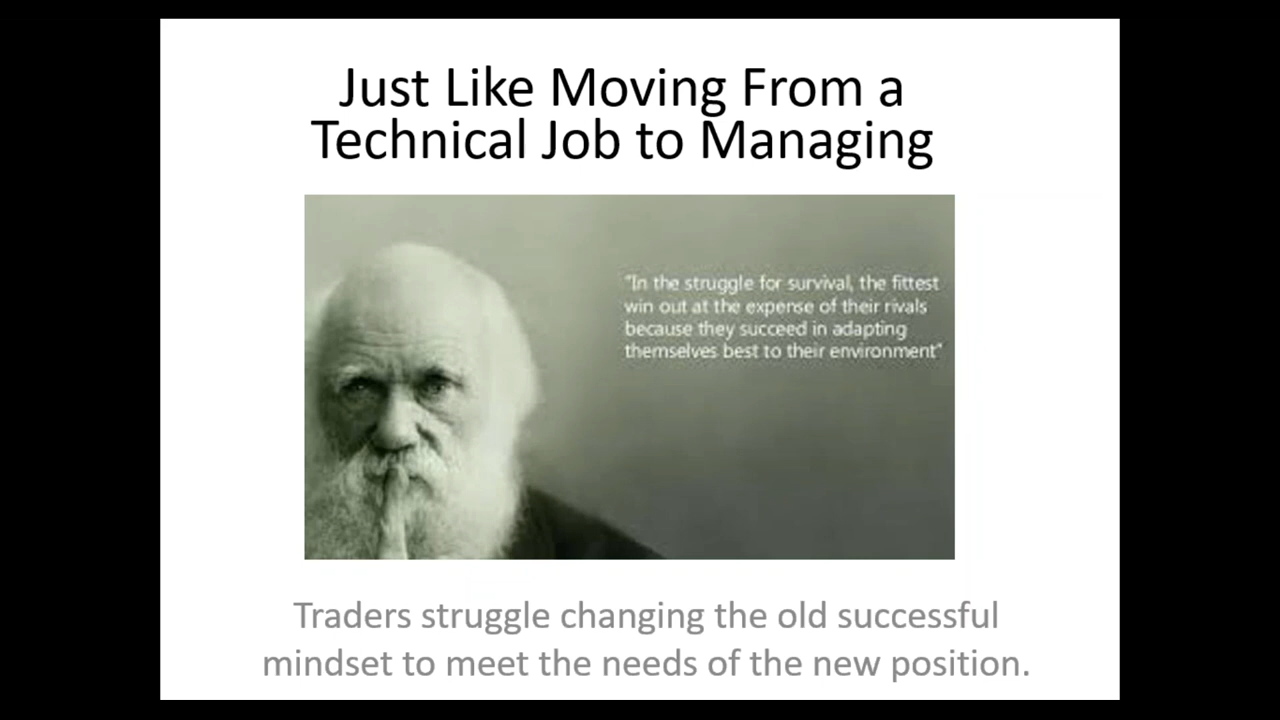 Just Like Moving From a
Technical Job to Managing
"In the struggle for survival, the fittest
win out at the expense of their rivals
because they succeed in adapting
themselves best to their environment"
Traders struggle changing the old successful
mindset to meet the needs of the new position.